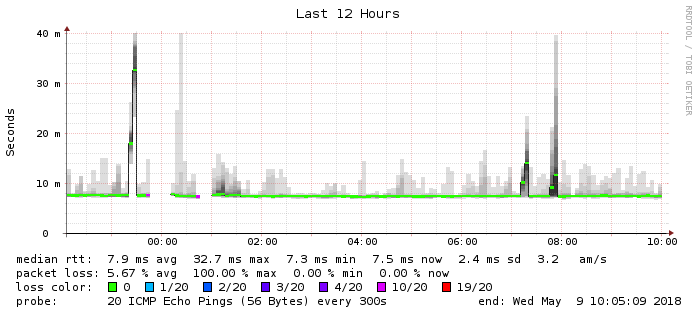 Last 12 Hours
RRDTOOL / TOBI OETIKER
Seconds
40 m
30 m
20 m
10 m
0
00:00 02:00 04:00 06:00 08:00 10:00
median rtt: 7.9 ms avg 32.7 ms max 7.3 ms min 7.5 ms now 2.4 ms sd 3.2 am/s
packet loss: 5.67 % avg 100.00 % max 0.00 % min 0.00 % now
loss color: 0 1/20 2/20 3/20 4/20 10/20 19/20
probe: 20 ICMP Echo Pings (56 Bytes) every 300s end: Wed May 9 10:05:09 2018